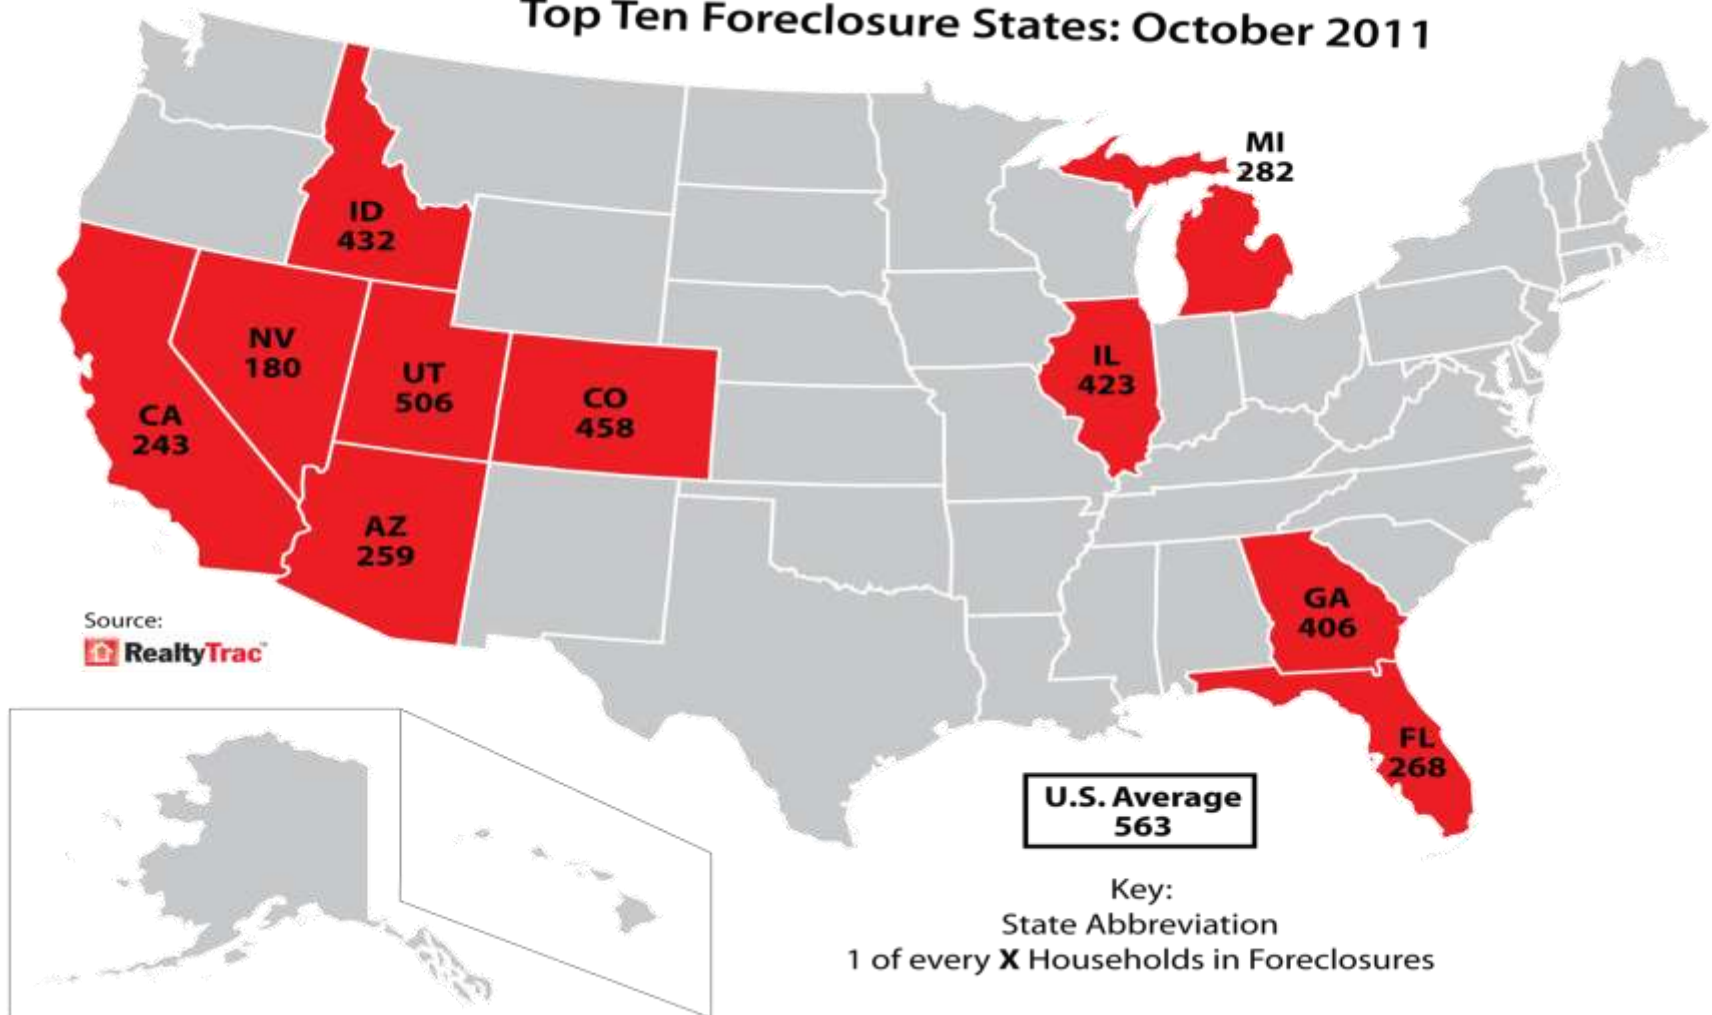 Top Ten Foreclosure States: October 2011
MI
282
ID
432
NV
180
UT
506
CO
458
IL
423
CA
243
AZ
259
GA
406
FL
268
Source:
RealtyTrac™
U.S. Average
563
Key:
State Abbreviation
1 of every X Households in Foreclosures